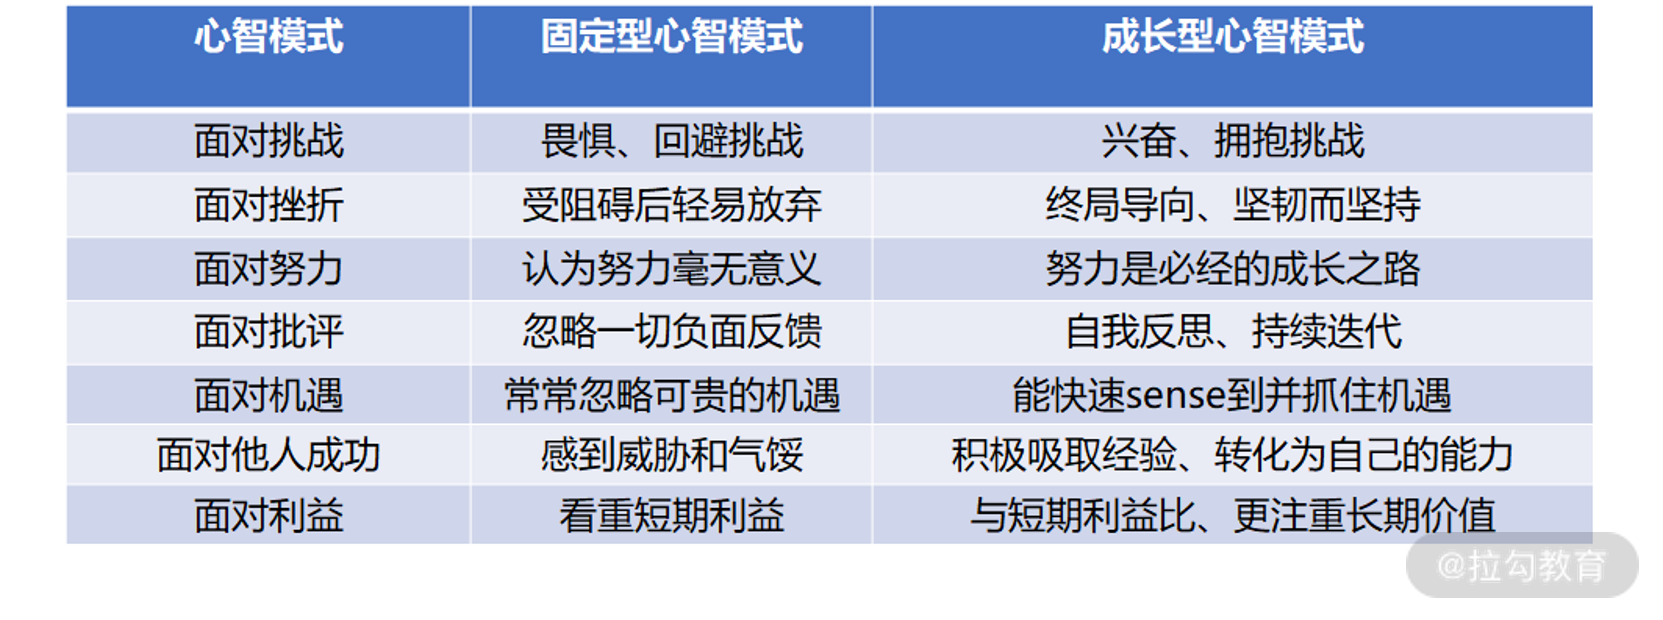 心智模式 固定型心智模式 成长型心智模式
面对挑战 畏惧、回避挑战 兴奋、拥抱挑战
面对挫折 受阻碍后轻易放弃 终局导向、坚韧而坚持
面对努力 认为努力毫无意义 努力是必经的成长之路
面对批评 忽略一切负面反馈 自我反思、持续迭代
面对机遇 常常忽略可贵的机遇 能快速sense到并抓住机遇
面对他人成功 感到威胁和气馁 积极吸取经验、转化为自己的能力
面对利益 看重短期利益 与短期利益比、更注重长期价值
@拉勾教育